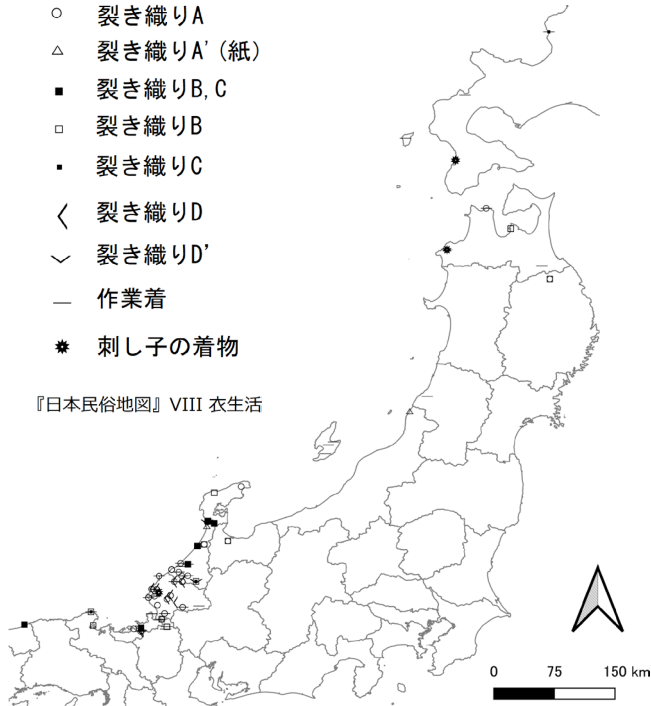 裂き織りA
裂き織りA'(紙)
裂き織りB,C
裂き織りB
裂き織りC
裂き織りD
裂き織りD'
作業着
刺し子の着物
『日本民俗地図』VIII 衣生活
0 75 150 km